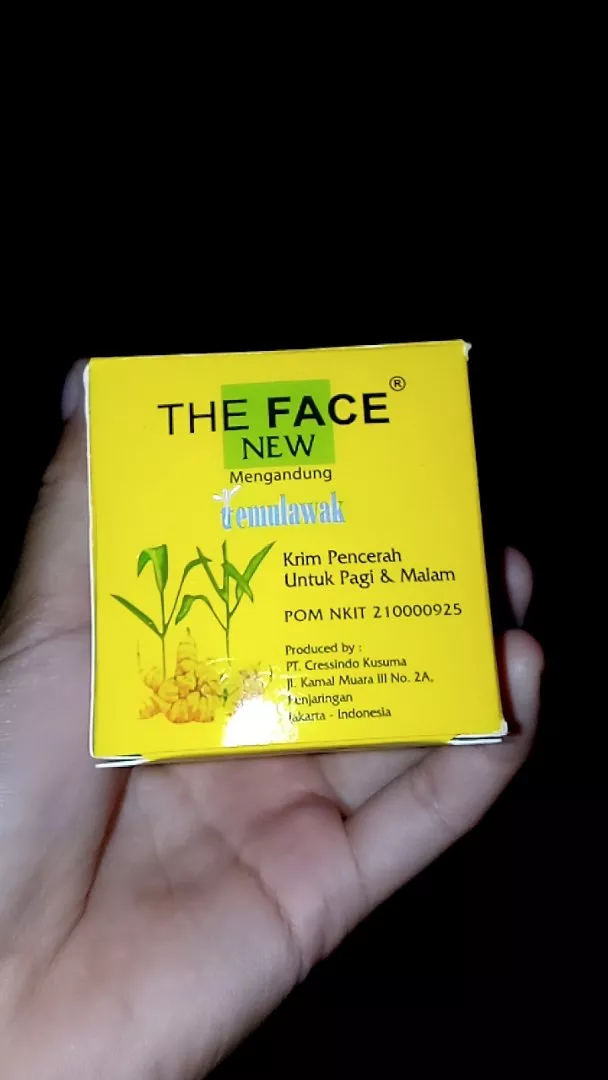 THE FACE®
NEW
Mengandung
temulawak
Krim Pencerah
Untuk Pagi & Malam
POM NKIT 210000925
Produced by :
PT. Cressindo Kusuma
Jl. Kamal Muara III No. 2A,
Penjaringan
Jakarta - Indonesia